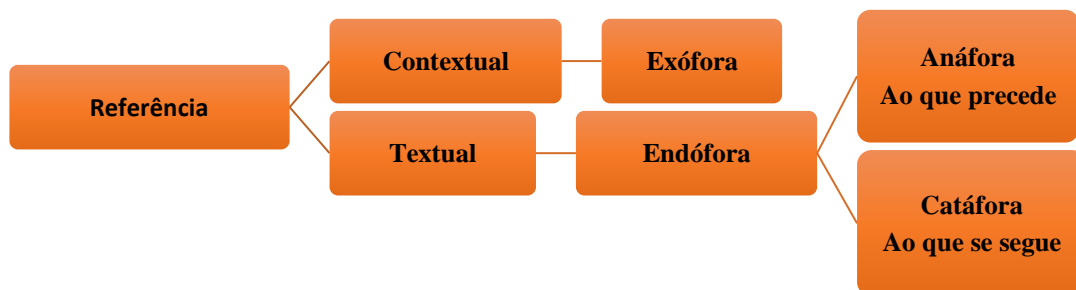 Referência
Contextual
Exófora
Textual
Endófora
Anáfora
Ao que precede
Catáfora
Ao que se segue